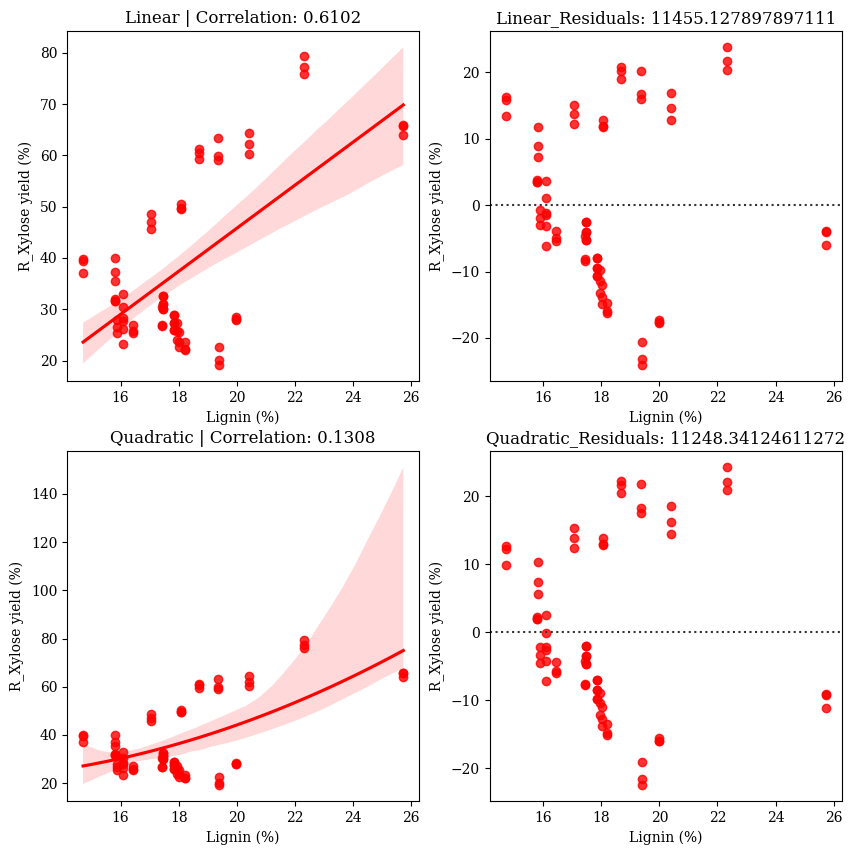 Linear | Correlation: 0.6102
80
70
60
50
40
30
20
R_Xylose yield (%)
16 18 20 22 24 26
Lignin (%)
Linear_Residuals: 11455.127897897111
20
10
0
−10
−20
R_Xylose yield (%)
16 18 20 22 24 26
Lignin (%)
Quadratic | Correlation: 0.1308
140
120
100
80
60
40
20
R_Xylose yield (%)
16 18 20 22 24 26
Lignin (%)
Quadratic_Residuals: 11248.34124611272
20
10
0
−10
−20
R_Xylose yield (%)
16 18 20 22 24 26
Lignin (%)